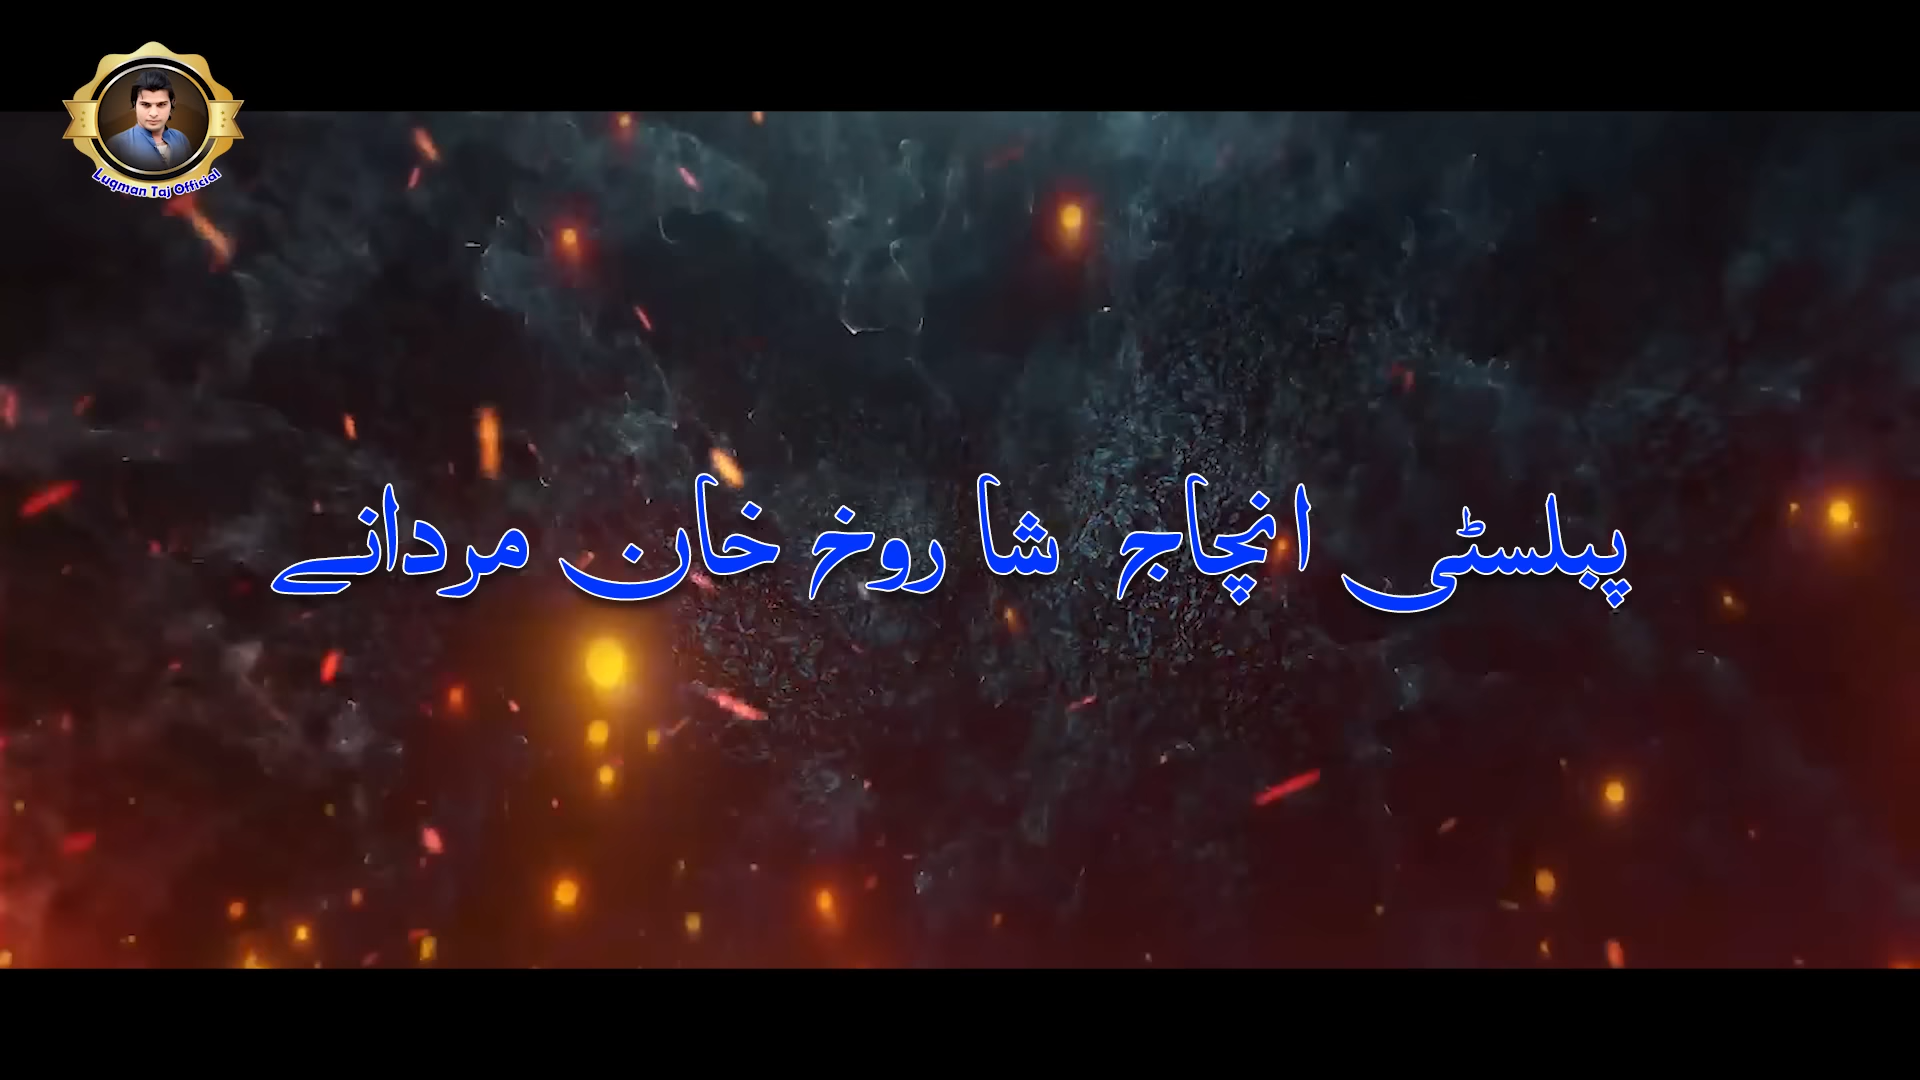 Luqman Taj Official
پبلسٹی انچاج شا روخ خان مردانے